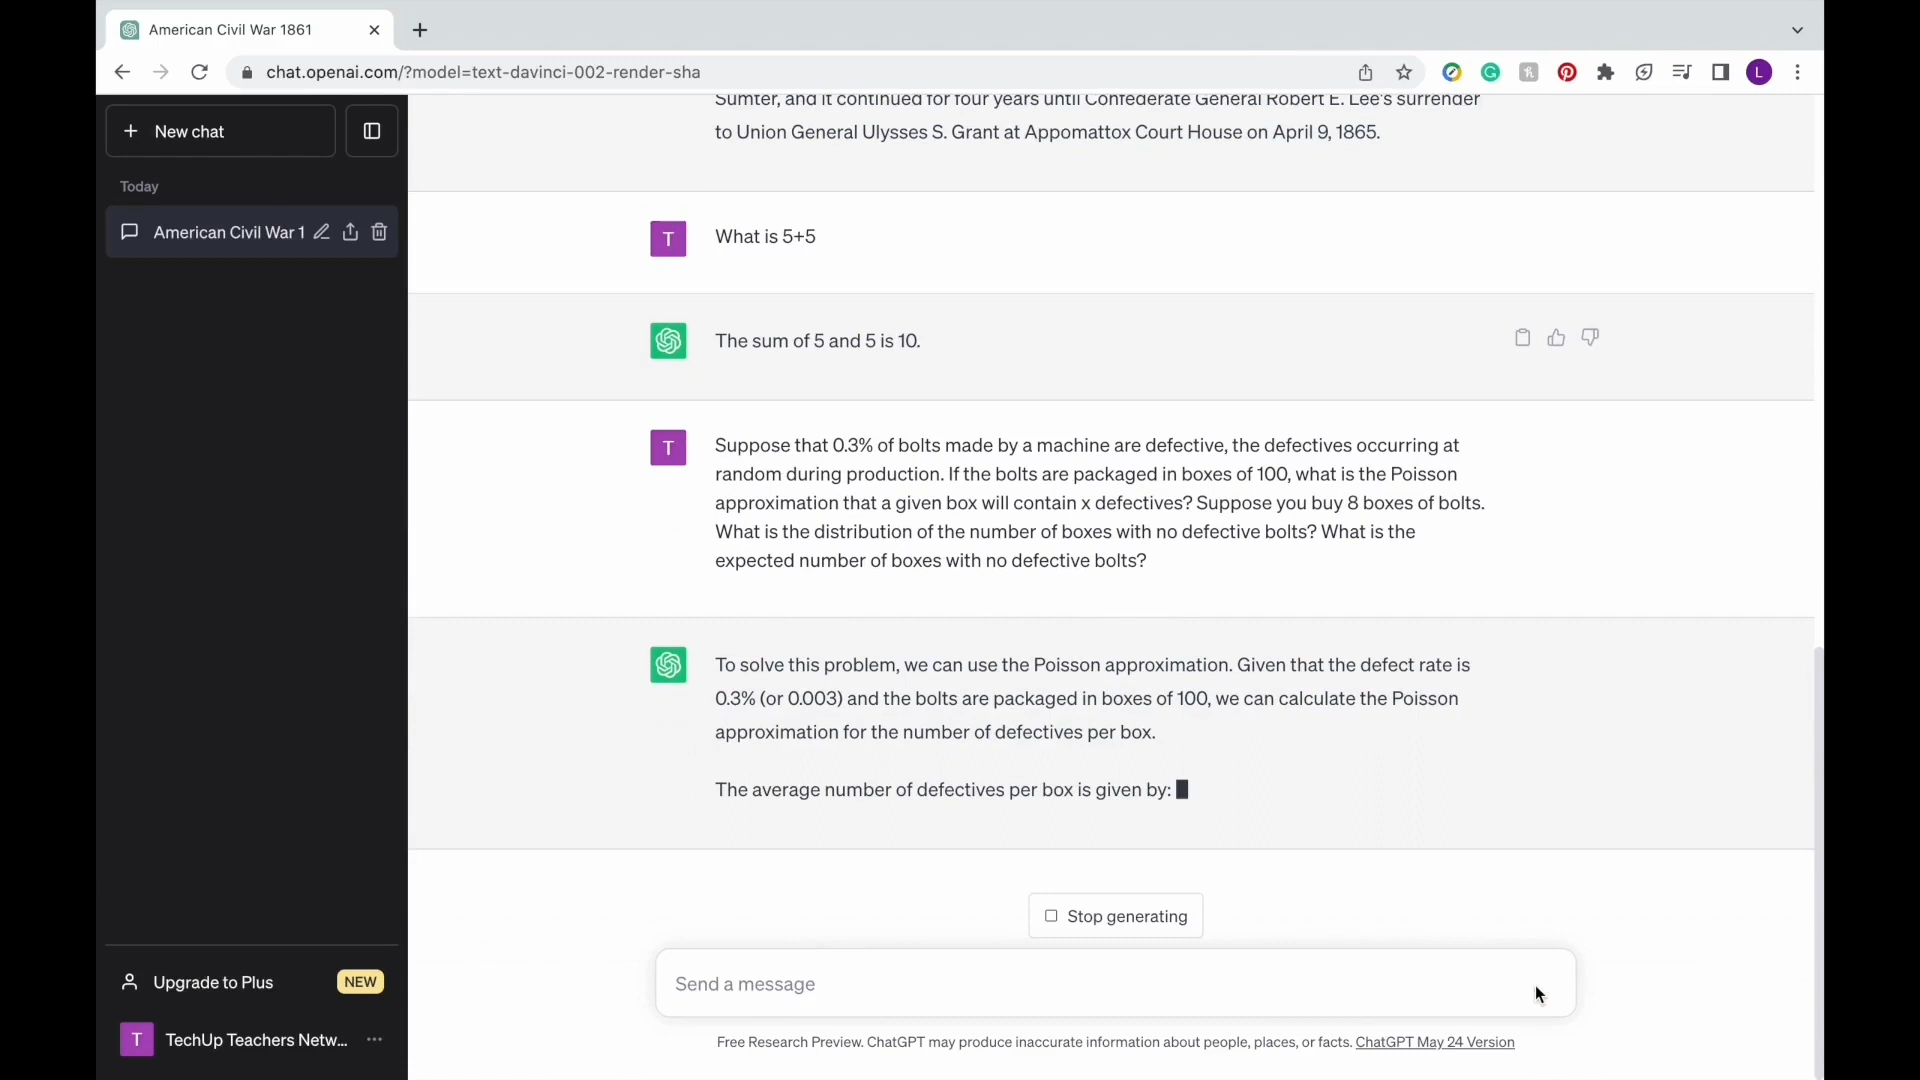 American Civil War 1861
chat.openai.com/?model=text-davinci-002-render-sha
L
New chat
Today
American Civil War 1
Sumter, and it continued for four years until Confederate General Robert E. Lee's surrender
to Union General Ulysses S. Grant at Appomattox Court House on April 9, 1865.
T
What is 5+5
The sum of 5 and 5 is 10.
T
Suppose that 0.3% of bolts made by a machine are defective, the defectives occurring at
random during production. If the bolts are packaged in boxes of 100, what is the Poisson
approximation that a given box will contain x defectives? Suppose you buy 8 boxes of bolts.
What is the distribution of the number of boxes with no defective bolts? What is the
expected number of boxes with no defective bolts?
To solve this problem, we can use the Poisson approximation. Given that the defect rate is
0.3% (or 0.003) and the bolts are packaged in boxes of 100, we can calculate the Poisson
approximation for the number of defectives per box.
The average number of defectives per box is given by:
Stop generating
Send a message
Free Research Preview. ChatGPT may produce inaccurate information about people, places, or facts. ChatGPT May 24 Version
Upgrade to Plus
NEW
T
TechUp Teachers Netw...